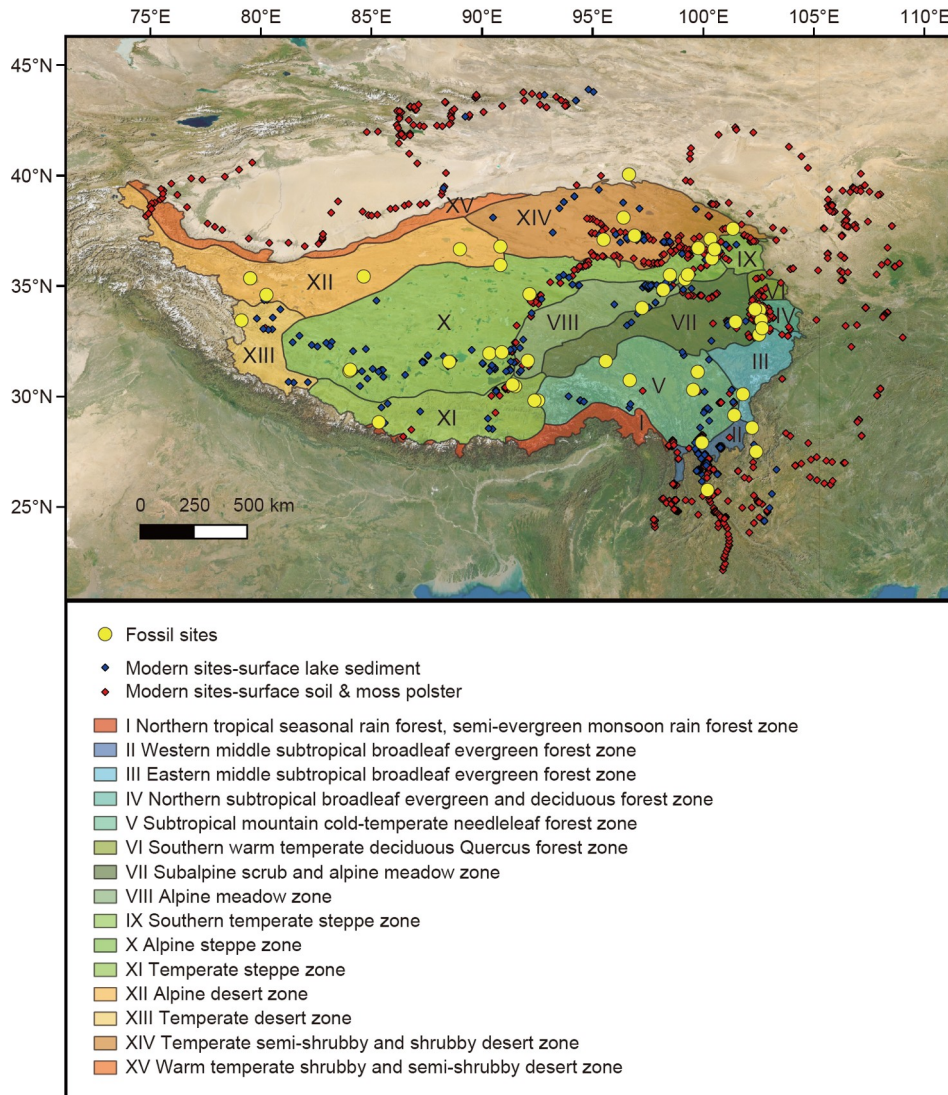 75°E 80°E 85°E 90°E 95°E 100°E 105°E 110°E
45°N
40°N
35°N
30°N
25°N
XV
XIV
IX
XII
VI
X
VIII
VII
IV
XIII
III
V
XI
I
II
0 250 500 km
Fossil sites
Modern sites-surface lake sediment
Modern sites-surface soil & moss polster
I Northern tropical seasonal rain forest, semi-evergreen monsoon rain forest zone
II Western middle subtropical broadleaf evergreen forest zone
III Eastern middle subtropical broadleaf evergreen forest zone
IV Northern subtropical broadleaf evergreen and deciduous forest zone
V Subtropical mountain cold-temperate needleleaf forest zone
VI Southern warm temperate deciduous Quercus forest zone
VII Subalpine scrub and alpine meadow zone
VIII Alpine meadow zone
IX Southern temperate steppe zone
X Alpine steppe zone
XI Temperate steppe zone
XII Alpine desert zone
XIII Temperate desert zone
XIV Temperate semi-shrubby and shrubby desert zone
XV Warm temperate shrubby and semi-shrubby desert zone